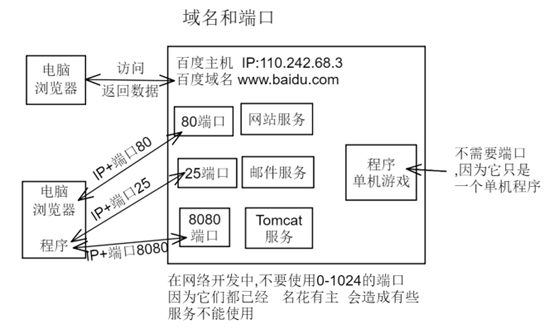 域名和端口
电脑
浏览器
访问
返回数据
百度主机 IP:110.242.68.3
百度域名 www.baidu.com
80端口
网站服务
IP+端口80
25端口
邮件服务
IP+端口25
电脑
浏览器
程序
IP+端口8080
8080
端口
Tomcat
服务
程序
单机游戏
不需要端口
,因为它只是
一个单机程序
在网络开发中,不要使用0-1024的端口
因为它们都已经 名花有主 会造成有些
服务不能使用